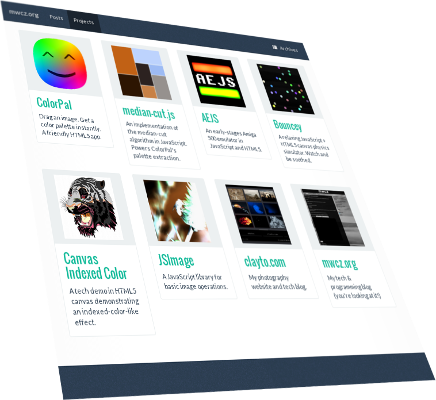 mwcz.org Posts Projects Archives
ColorPal
Drag an image. Get a
color palette instantly.
A friendly HTML5 app.
median-cut.js
An implementation of
the median-cut
algorithm in JavaScript.
Powers ColorPal's
palette extraction.
AEJS
AEJS
An early-stages Amiga
500 emulator in
JavaScript and HTML5.
Bouncey
A relaxing JavaScript +
HTML5 canvas physics
simulator. Watch and
be soothed.
Canvas
Indexed Color
A tech demo in HTML5
canvas demonstrating
an indexed-color-like
effect.
JSImage
A JavaScript library for
basic image operations.
clayto.com
My photography
website and tech blog.
mwcz.org
My tech &
programming blog
(you're looking at it!)